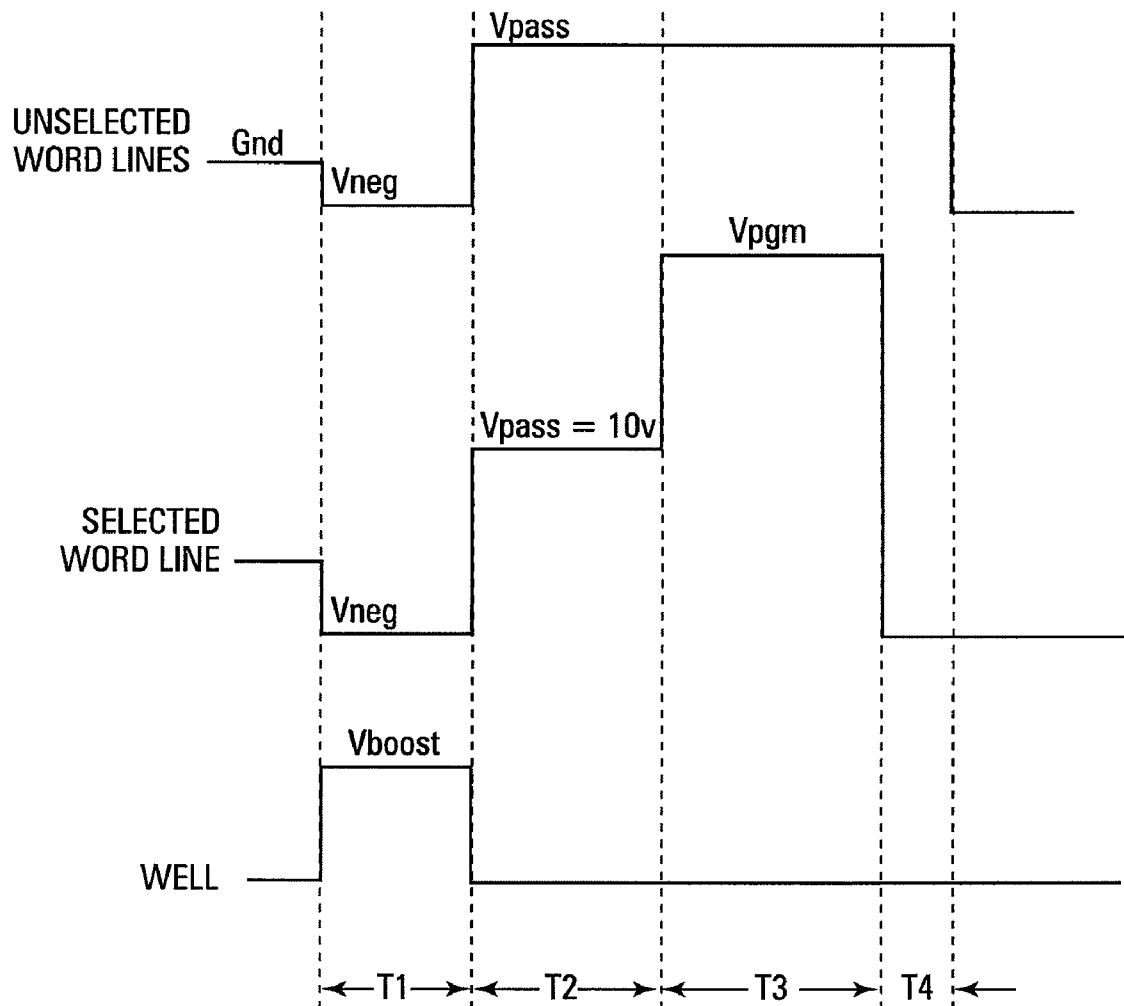 Vpass
UNSELECTED
WORD LINES
Gnd
Vneg
Vpgm
Vpass = 10v
SELECTED
WORD LINE
Vneg
Vboost
WELL
T1
T2
T3
T4